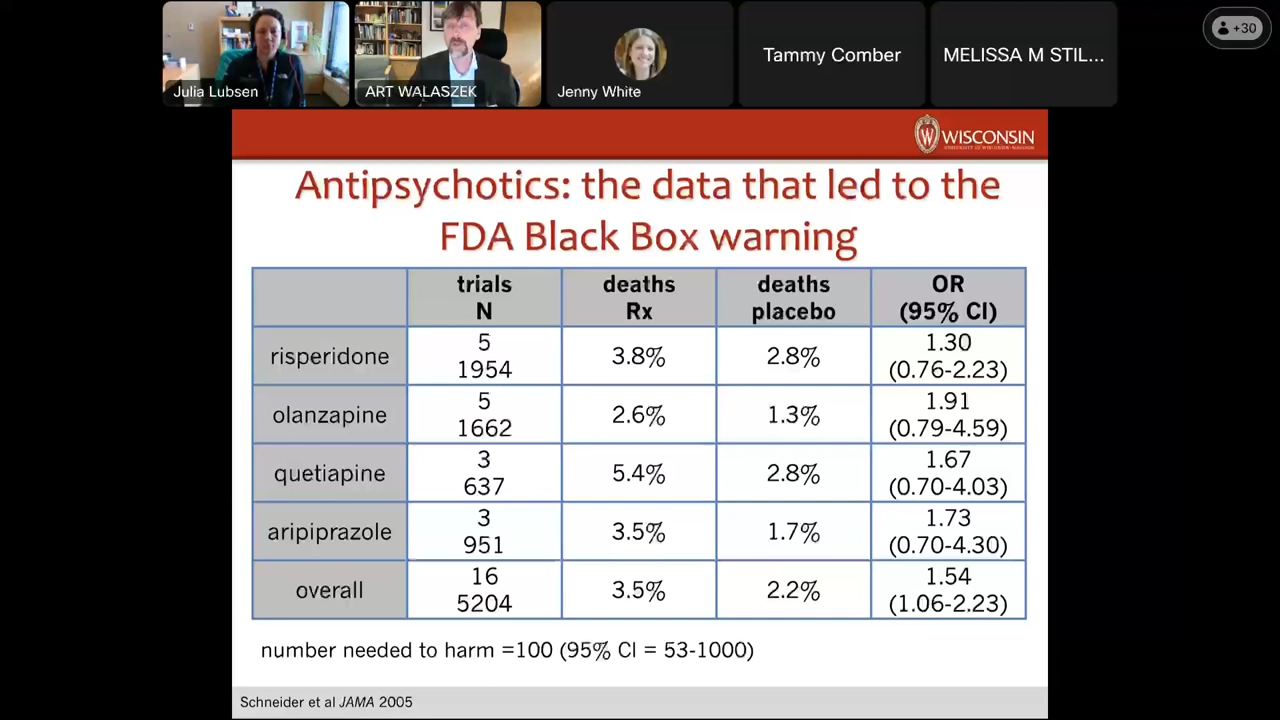 +30
Julia Lubsen
ART WALASZEK
Jenny White
Tammy Comber
MELISSA M STIL...
WISCONSIN
UNIVERSITY OF WISCONSIN-MADISON
Antipsychotics: the data that led to the
FDA Black Box warning
trials
N
deaths
Rx
deaths
placebo
OR
(95% CI)
risperidone
5
1954
3.8%
2.8%
1.30
(0.76-2.23)
olanzapine
5
1662
2.6%
1.3%
1.91
(0.79-4.59)
quetiapine
3
637
5.4%
2.8%
1.67
(0.70-4.03)
aripiprazole
3
951
3.5%
1.7%
1.73
(0.70-4.30)
overall
16
5204
3.5%
2.2%
1.54
(1.06-2.23)
number needed to harm =100 (95% CI = 53-1000)
Schneider et al JAMA 2005